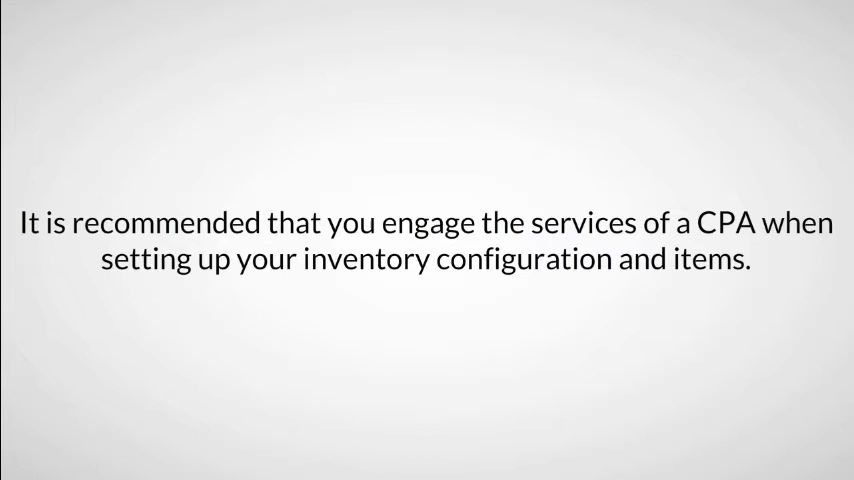 It is recommended that you engage the services of a CPA when
setting up your inventory configuration and items.